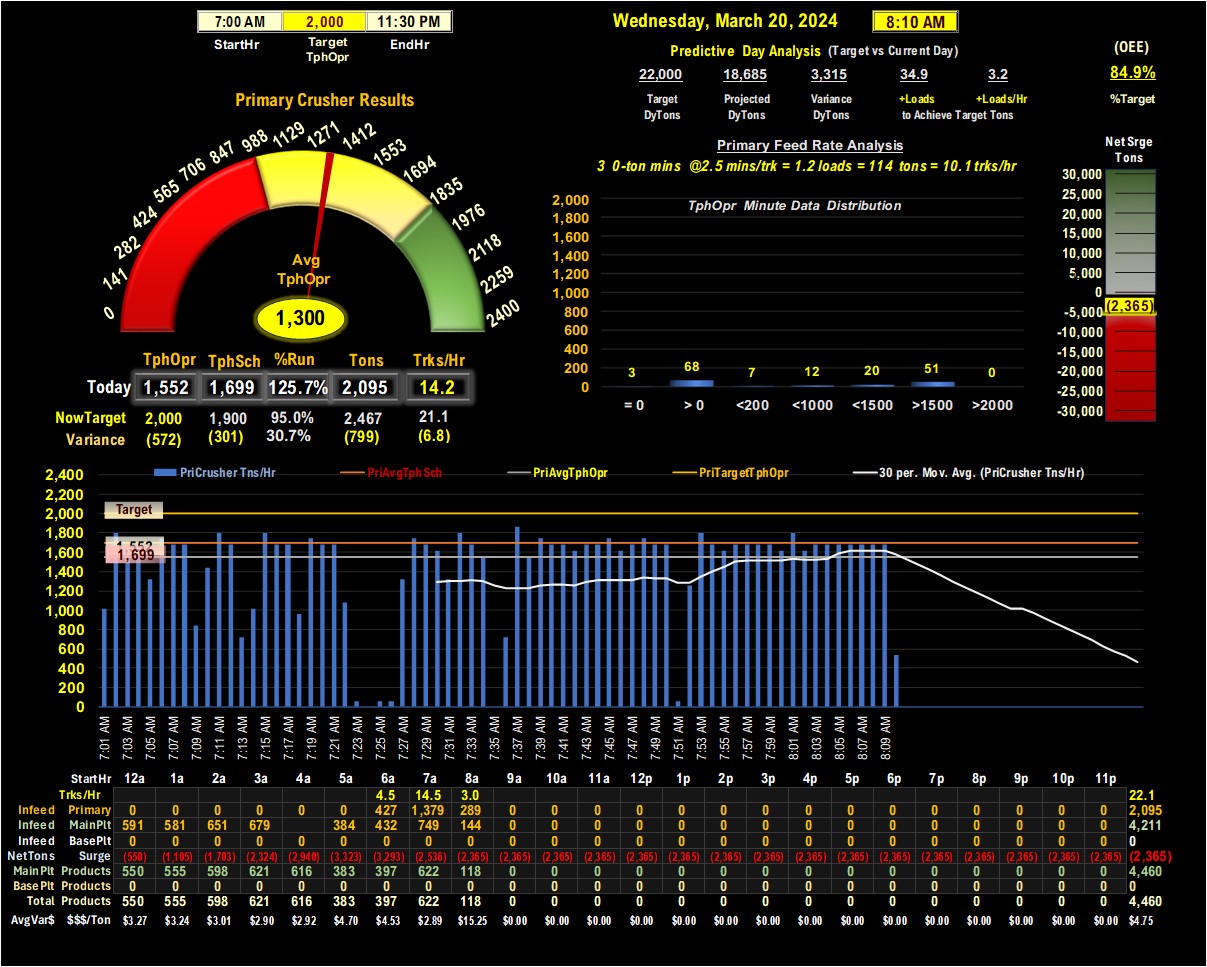 7:00 AM 2,000 11:30 PM
StartHr Target TphOpr EndHr
Wednesday, March 20, 2024 8:10 AM
Predictive Day Analysis (Target vs Current Day)
22,000 18,685 3,315 34.9 3.2
Target Projected Variance +Loads +Loads/Hr
DyTons DyTons DyTons to Achieve Target Tons
(OEE)
84.9%
%Target
Primary Crusher Results
0 141 282 424 565 706 847 988 1129 1271 1412 1553 1694 1835 1976 2118 2259 2400
Avg
TphOpr
1,300
TphOpr TphSch %Run Tons Trks/Hr
Today 1,552 1,699 125.7% 2,095 14.2
NowTarget 2,000 1,900 95.0% 2,467 21.1
Variance (572) (301) 30.7% (799) (6.8)
Primary Feed Rate Analysis
3 0-ton mins @2.5 mins/trk = 1.2 loads = 114 tons = 10.1 trks/hr
TphOpr Minute Data Distribution
2,000
1,800
1,600
1,400
1,200
1,000
800
600
400
200
0
3 68 7 12 20 51 0
= 0 > 0 <200 <1000 <1500 >1500 >2000
Net Srge
Tons
30,000
25,000
20,000
15,000
10,000
5,000
0
(2,365)
-5,000
-10,000
-15,000
-20,000
-25,000
-30,000
PriCrusher Tns/Hr PriAvgTphSch PriAvgTphOpr PriTargetTphOpr 30 per. Mov. Avg. (PriCrusher Tns/Hr)
2,400
2,200
2,000
1,800
1,600
1,400
1,200
1,000
800
600
400
200
0
Target
1,552
1,699
7:01 AM 7:03 AM 7:05 AM 7:07 AM 7:09 AM 7:11 AM 7:13 AM 7:15 AM 7:17 AM 7:19 AM 7:21 AM 7:23 AM 7:25 AM 7:27 AM 7:29 AM 7:31 AM 7:33 AM 7:35 AM 7:37 AM 7:39 AM 7:41 AM 7:43 AM 7:45 AM 7:47 AM 7:49 AM 7:51 AM 7:53 AM 7:55 AM 7:57 AM 7:59 AM 8:01 AM 8:03 AM 8:05 AM 8:07 AM 8:09 AM
StartHr 12a 1a 2a 3a 4a 5a 6a 7a 8a 9a 10a 11a 12p 1p 2p 3p 4p 5p 6p 7p 8p 9p 10p 11p
Trks/Hr 4.5 14.5 3.0 22.1
Infeed Primary 0 0 0 0 0 0 427 1,379 289 0 0 0 0 0 0 0 0 0 0 0 0 0 0 0 2,095
Infeed MainPlt 591 581 651 679 384 432 749 144 0 0 0 0 0 0 0 0 0 0 0 0 0 0 0 4,211
Infeed BasePlt 0 0 0 0 0 0 0 0 0 0 0 0 0 0 0 0 0 0 0 0 0 0 0 0 0
NetTons Surge (550) (1,105) (1,703) (2,324) (2,940) (3,323) (3,293) (2,536) (2,365) (2,365) (2,365) (2,365) (2,365) (2,365) (2,365) (2,365) (2,365) (2,365) (2,365) (2,365) (2,365) (2,365) (2,365) (2,365) (2,365)
MainPlt Products 550 555 598 621 616 383 397 622 118 0 0 0 0 0 0 0 0 0 0 0 0 0 0 0 4,460
BasePlt Products 0 0 0 0 0 0 0 0 0 0 0 0 0 0 0 0 0 0 0 0 0 0 0 0 0
Total Products 550 555 598 621 616 383 397 622 118 0 0 0 0 0 0 0 0 0 0 0 0 0 0 0 4,460
AvgVar$ $$$/Ton $3.27 $3.24 $3.01 $2.90 $2.92 $4.70 $4.53 $2.89 $15.25 $0.00 $0.00 $0.00 $0.00 $0.00 $0.00 $0.00 $0.00 $0.00 $0.00 $0.00 $0.00 $0.00 $0.00 $0.00 $4.75